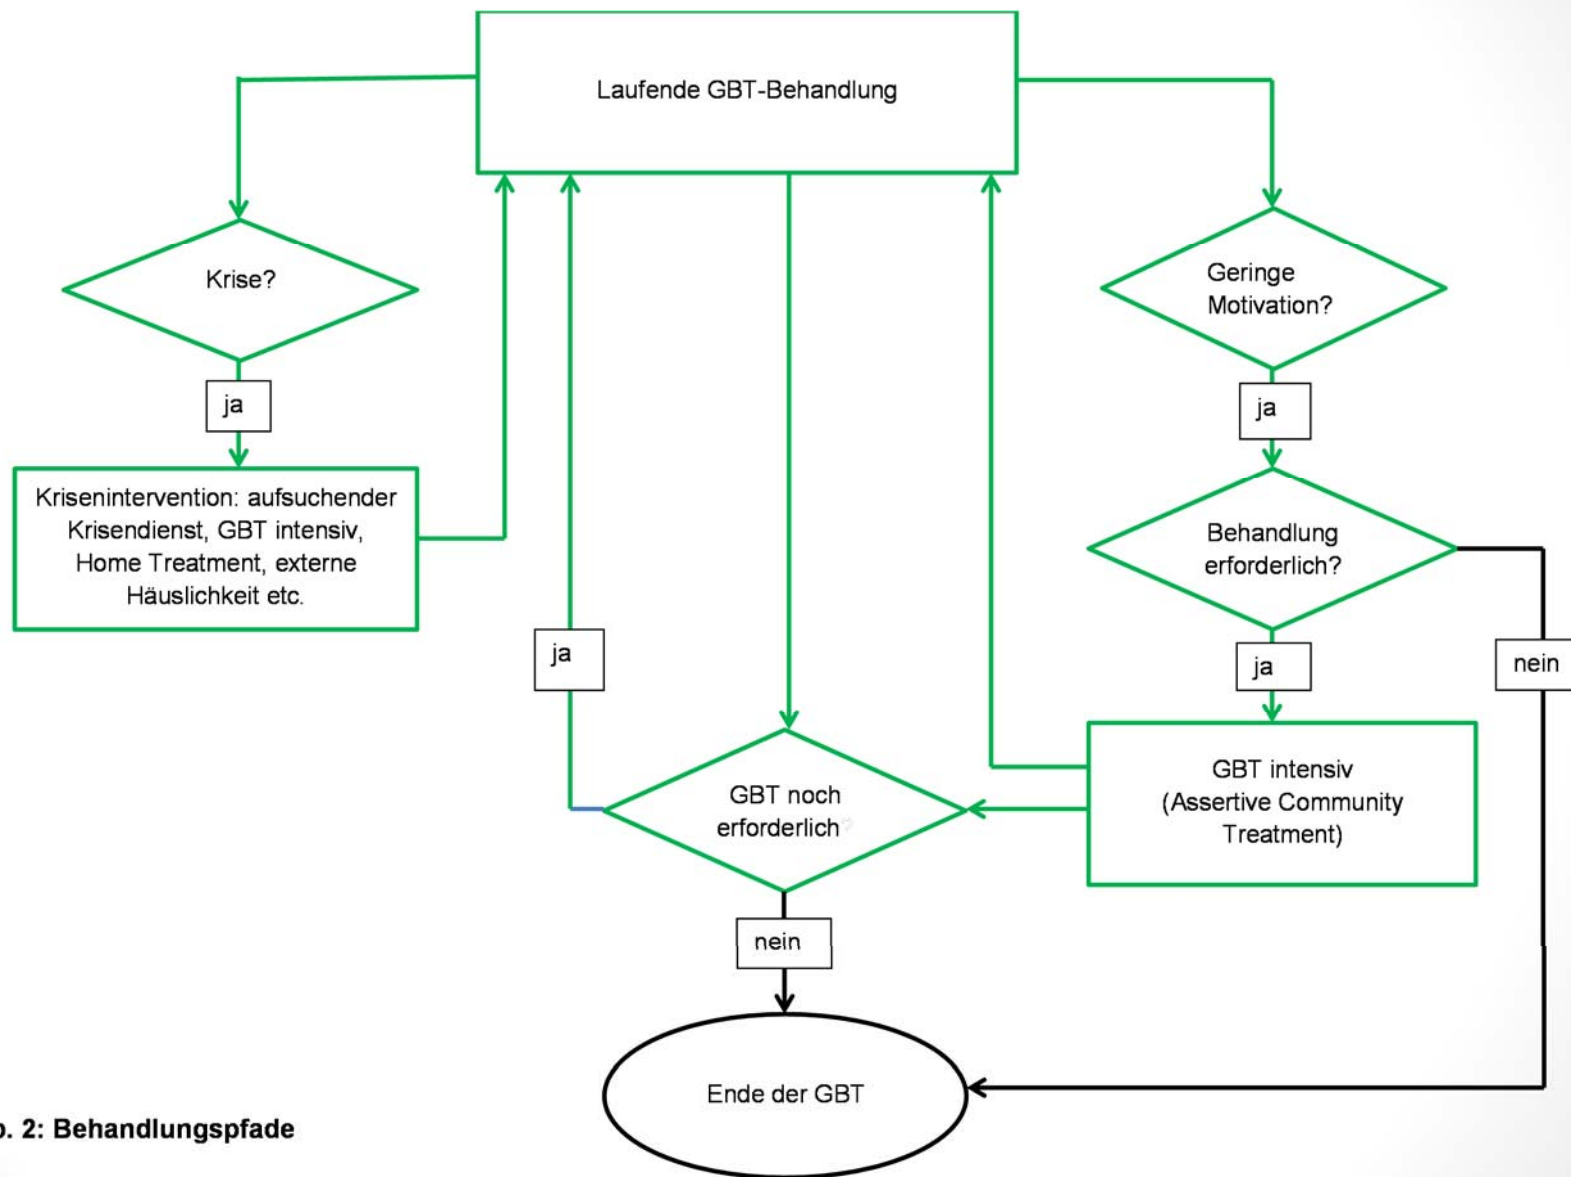 Laufende GBT-Behandlung
Krise?
Geringe
Motivation?
ja
ja
Krisenintervention: aufsuchender
Krisendienst, GBT intensiv,
Home Treatment, externe
Häuslichkeit etc.
Behandlung
erforderlich?
ja
ja
nein
GBT noch
erforderlich?
GBT intensiv
(Assertive Community
Treatment)
nein
Ende der GBT
2: Behandlungspfade